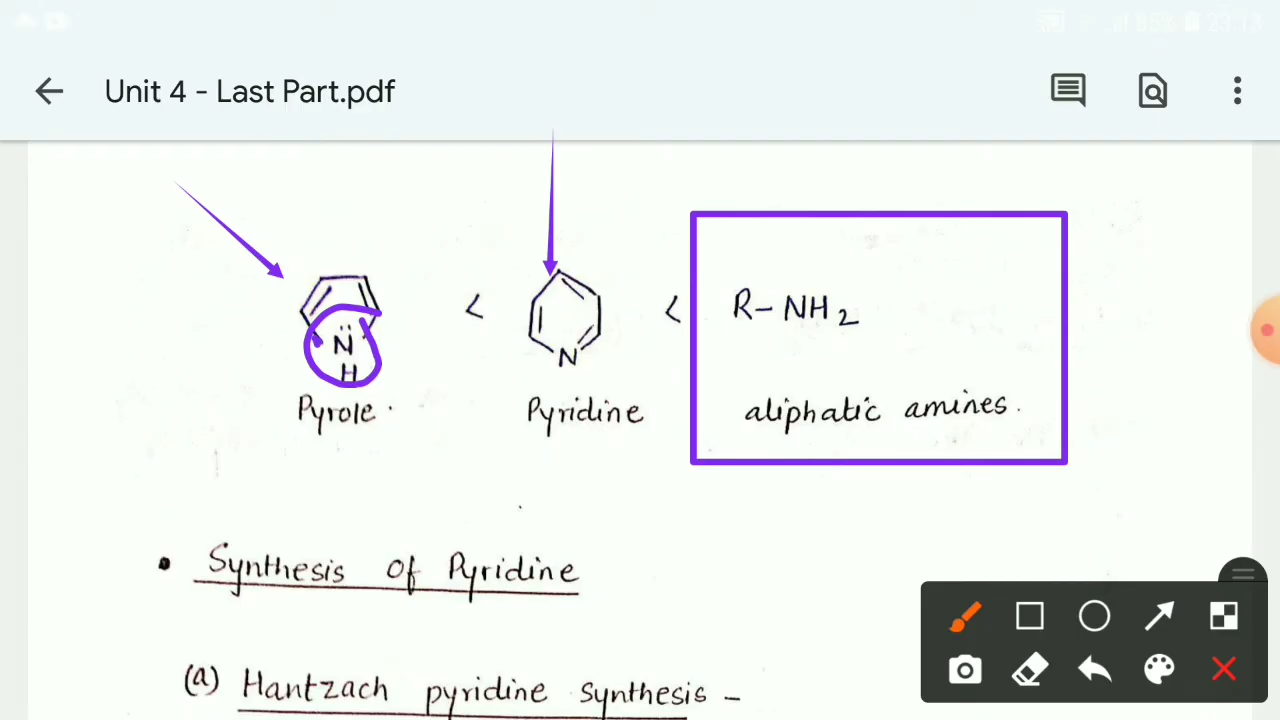 Unit 4 - Last Part.pdf
N̈ < < R-NH2
H N
Pyrole. Pyridine aliphatic amines.
• Synthesis of Pyridine
(a) Hantzach pyridine synthesis -